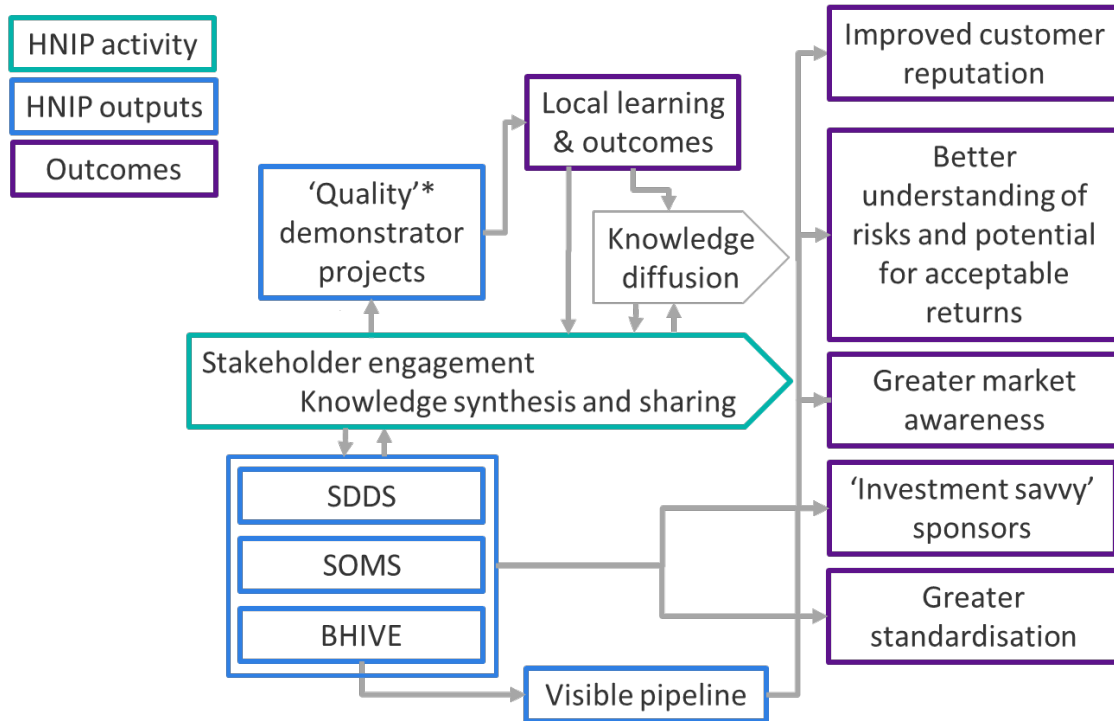 HNIP activity
HNIP outputs
Outcomes
‘Quality’*
demonstrator
projects
Local learning
& outcomes
Knowledge
diffusion
Stakeholder engagement
Knowledge synthesis and sharing
SDDS
SOMS
BHIVE
Visible pipeline
Improved customer
reputation
Better
understanding of
risks and potential
for acceptable
returns
Greater market
awareness
‘Investment savvy’
sponsors
Greater
standardisation